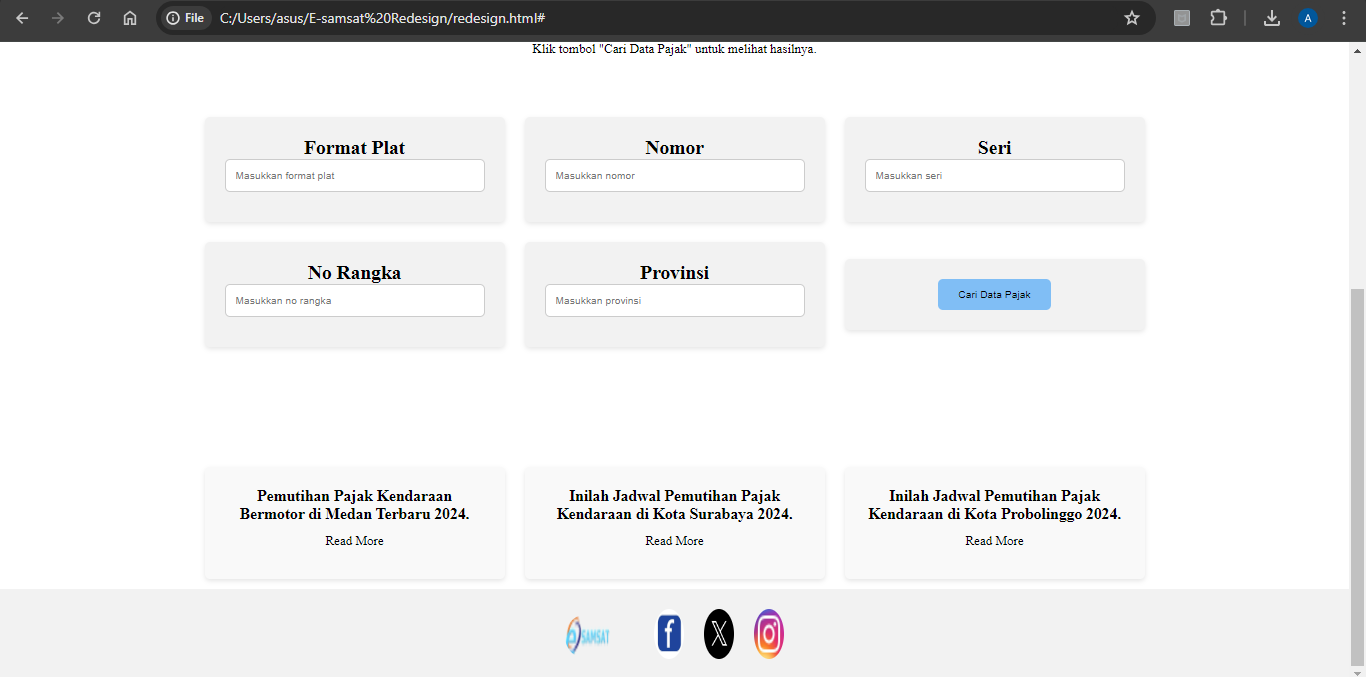 File C:/Users/asus/E-samsat%20Redesign/redesign.html#
A
Klik tombol "Cari Data Pajak" untuk melihat hasilnya.
Format Plat
Nomor
Seri
Masukkan format plat
Masukkan nomor
Masukkan seri
No Rangka
Provinsi
Masukkan no rangka
Masukkan provinsi
Cari Data Pajak
Pemutihan Pajak Kendaraan
Bermotor di Medan Terbaru 2024.
Read More
Inilah Jadwal Pemutihan Pajak
Kendaraan di Kota Surabaya 2024.
Read More
Inilah Jadwal Pemutihan Pajak
Kendaraan di Kota Probolinggo 2024.
Read More
SAMSAT